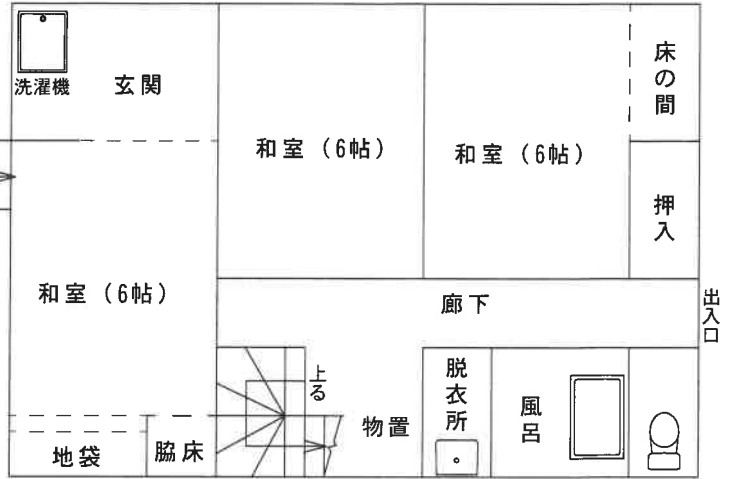 洗濯機
玄関
和室（6帖）
和室（6帖）
床の間
押入
和室（6帖）
廊下
出入口
上る
物置
脱衣所
風呂
地袋
脇床